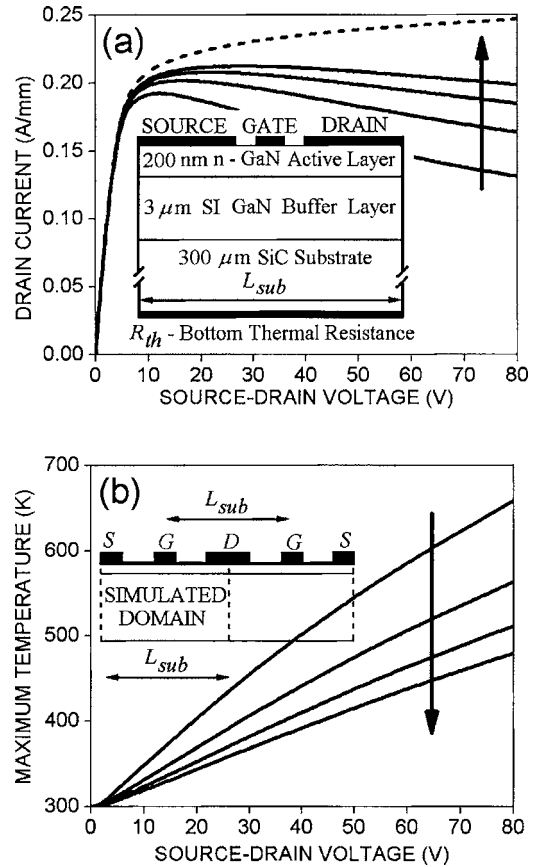 (a)
DRAIN CURRENT (A/mm)
0.25
0.20
0.15
0.10
0.05
0.00
SOURCE GATE DRAIN
200 nm n - GaN Active Layer
3 μm SI GaN Buffer Layer
300 μm SiC Substrate
L_sub
R_th - Bottom Thermal Resistance
0 10 20 30 40 50 60 70 80
SOURCE-DRAIN VOLTAGE (V)
(b)
MAXIMUM TEMPERATURE (K)
700
600
500
400
300
L_sub
S G D G S
SIMULATED
DOMAIN
L_sub
0 10 20 30 40 50 60 70 80
SOURCE-DRAIN VOLTAGE (V)